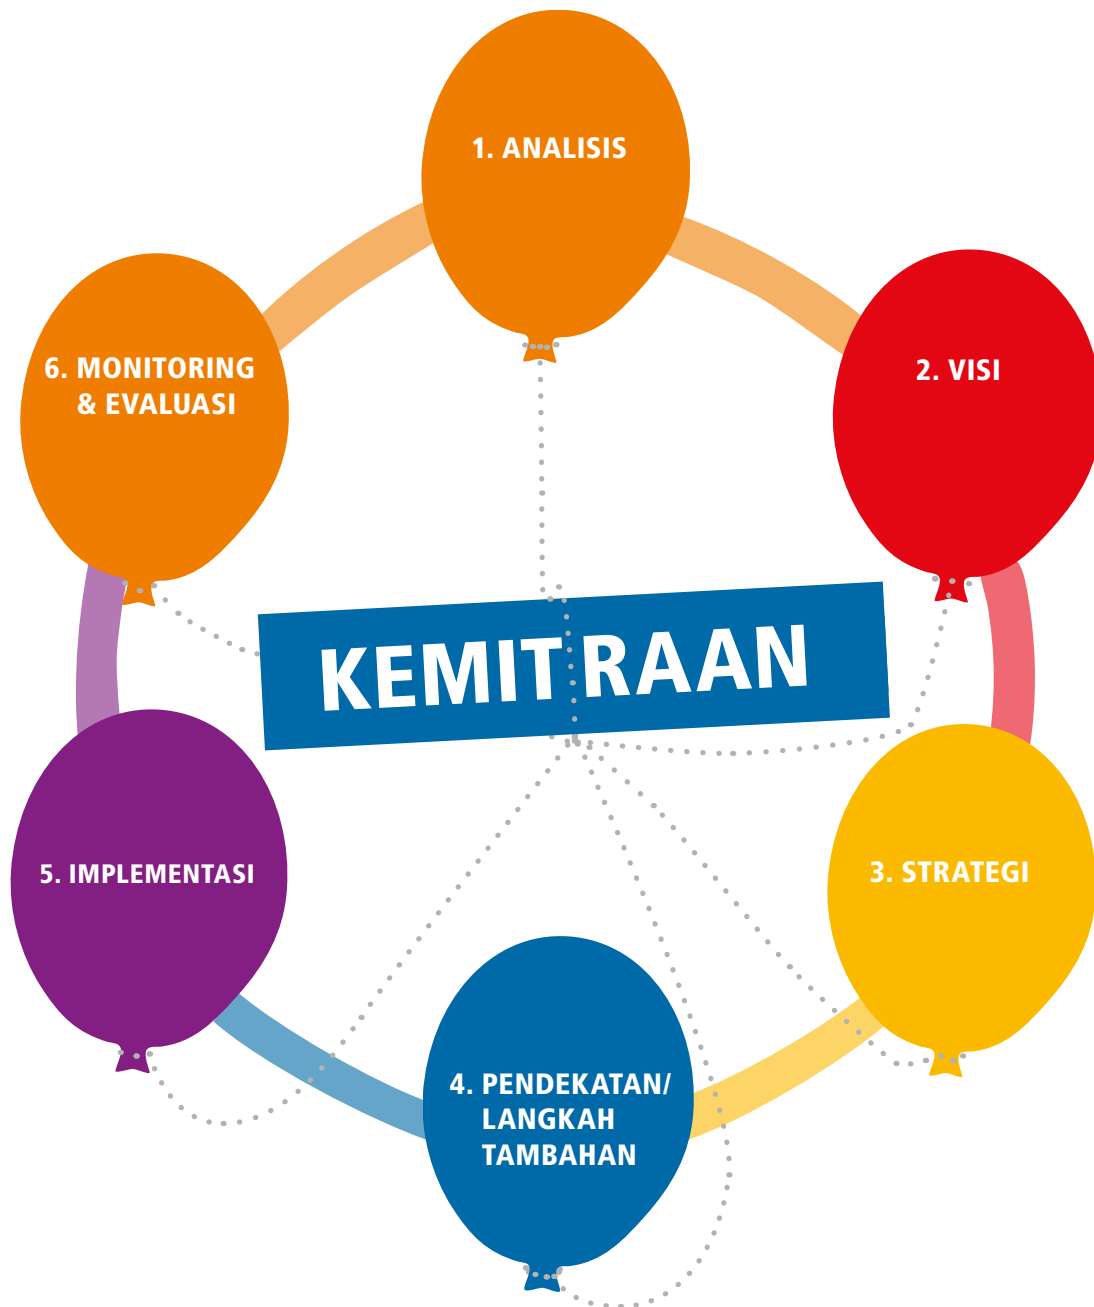 1. ANALISIS
2. VISI
3. STRATEGI
4. PENDEKATAN/
LANGKAH
TAMBAHAN
5. IMPLEMENTASI
6. MONITORING
& EVALUASI
KEMITRAAN